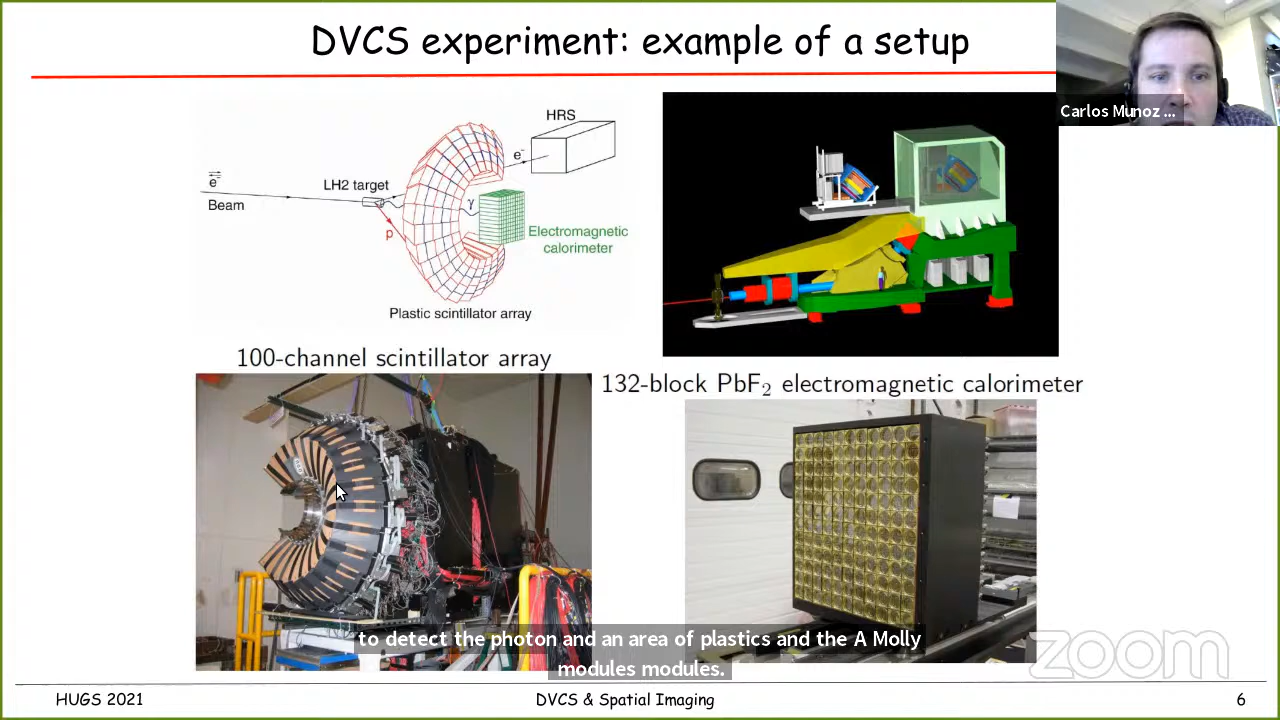 DVCS experiment: example of a setup
Carlos Munoz ...
HRS
e-
e-
LH2 target
Beam
γ
p
Electromagnetic
calorimeter
Plastic scintillator array
100-channel scintillator array
132-block PbF2 electromagnetic calorimeter
to detect the photon and an area of plastics and the A Molly
modules modules.
zoom
HUGS 2021
DVCS & Spatial Imaging
6